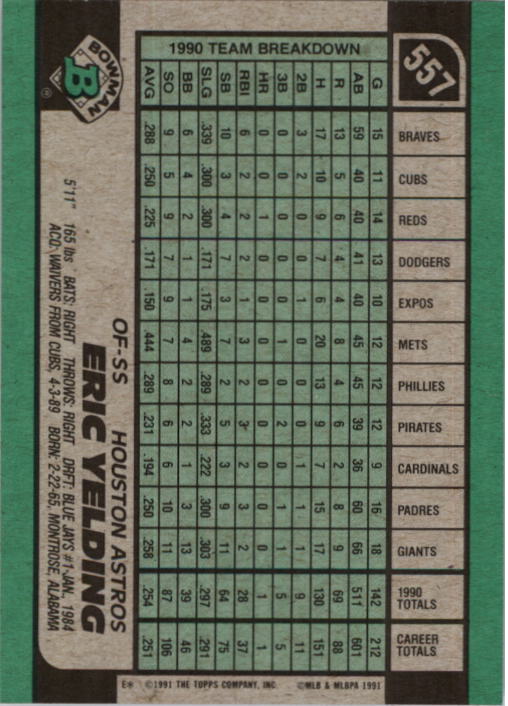 557
BRAVES CUBS REDS DODGERS EXPOS METS PHILLIES PIRATES CARDINALS PADRES GIANTS 1990 TOTALS CAREER TOTALS
G 15 11 14 13 10 12 12 12 9 16 18 142 212
AB 59 40 40 41 40 45 45 39 36 60 66 511 601
R 13 5 6 4 4 8 4 6 2 8 9 69 88
H 17 10 9 7 6 20 13 9 7 15 17 130 151
2B 3 2 0 0 1 0 0 0 1 1 1 9 11
3B 0 0 0 0 0 1 0 2 0 1 1 5 5
HR 0 0 1 0 0 0 0 0 0 0 0 1 1
RBI 6 2 2 2 1 3 2 3 2 3 2 28 37
SB 10 3 4 7 3 7 2 5 3 9 11 64 75
SLG .339 .300 .300 .171 .175 .489 .289 .333 .222 .300 .303 .297 .291
BB 6 4 2 1 1 4 2 2 1 3 13 39 46
SO 9 5 9 7 9 7 8 6 6 10 11 87 106
AVG .288 .250 .225 .171 .150 .444 .289 .231 .194 .250 .258 .254 .251
1990 TEAM BREAKDOWN
BOWMAN
B ®
OF-SS HOUSTON ASTROS
ERIC YELDING
5'11" 165 lbs BATS: RIGHT THROWS: RIGHT DRFT: BLUE JAYS #1-JAN, 1984
ACQ: WAIVERS FROM CUBS, 4-3-89 BORN: 2-22-65, MONTROSE, ALABAMA
E* ©1991 THE TOPPS COMPANY, INC. ©MLB & MLBPA 1991